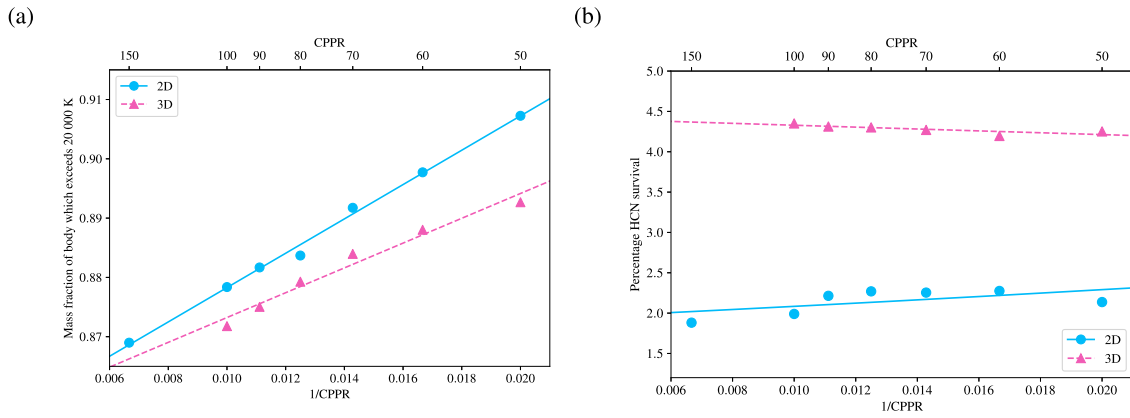 (a)
CPPR
150 100 90 80 70 60 50
2D
3D
Mass fraction of body which exceeds 20 000 K
0.91
0.90
0.89
0.88
0.87
0.006 0.008 0.010 0.012 0.014 0.016 0.018 0.020
1/CPPR
(b)
CPPR
150 100 90 80 70 60 50
Percentage HCN survival
5.0
4.5
4.0
3.5
3.0
2.5
2.0
1.5
2D
3D
0.006 0.008 0.010 0.012 0.014 0.016 0.018 0.020
1/CPPR